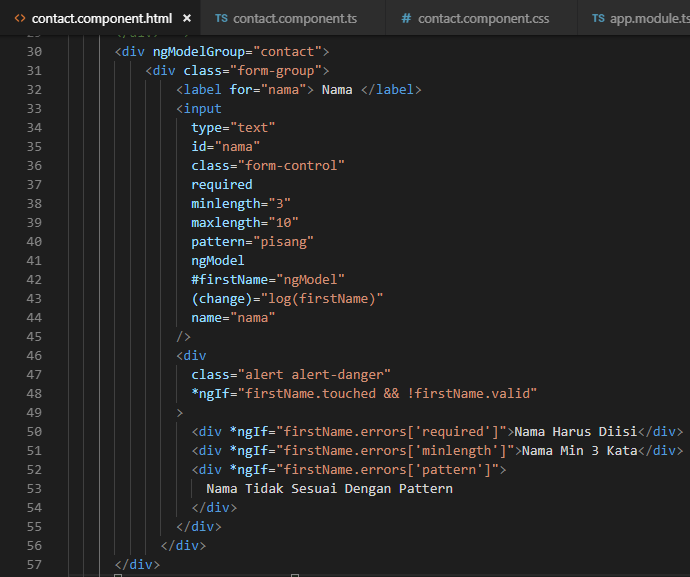 <> contact.component.html × TS contact.component.ts # contact.component.css TS app.module.ts
30 <div ngModelGroup="contact">
31 <div class="form-group">
32 <label for="nama"> Nama </label>
33 <input
34 type="text"
35 id="nama"
36 class="form-control"
37 required
38 minlength="3"
39 maxlength="10"
40 pattern="pisang"
41 ngModel
42 #firstName="ngModel"
43 (change)="log(firstName)"
44 name="nama"
45 />
46 <div
47 class="alert alert-danger"
48 *ngIf="firstName.touched && !firstName.valid"
49 >
50 <div *ngIf="firstName.errors['required']">Nama Harus Diisi</div>
51 <div *ngIf="firstName.errors['minlength']">Nama Min 3 Kata</div>
52 <div *ngIf="firstName.errors['pattern']">
53 Nama Tidak Sesuai Dengan Pattern
54 </div>
55 </div>
56 </div>
57 </div>